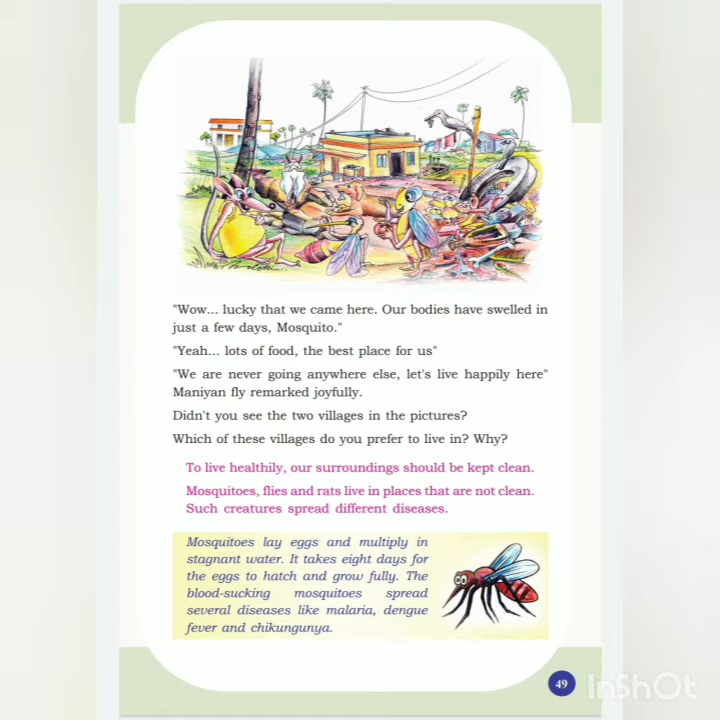 "Wow... lucky that we came here. Our bodies have swelled in
just a few days, Mosquito."
"Yeah... lots of food, the best place for us"
"We are never going anywhere else, let's live happily here"
Maniyan fly remarked joyfully.
Didn't you see the two villages in the pictures?
Which of these villages do you prefer to live in? Why?
To live healthily, our surroundings should be kept clean.
Mosquitoes, flies and rats live in places that are not clean.
Such creatures spread different diseases.
Mosquitoes lay eggs and multiply in
stagnant water. It takes eight days for
the eggs to hatch and grow fully. The
blood-sucking mosquitoes spread
several diseases like malaria, dengue
fever and chikungunya.
49
InShOt